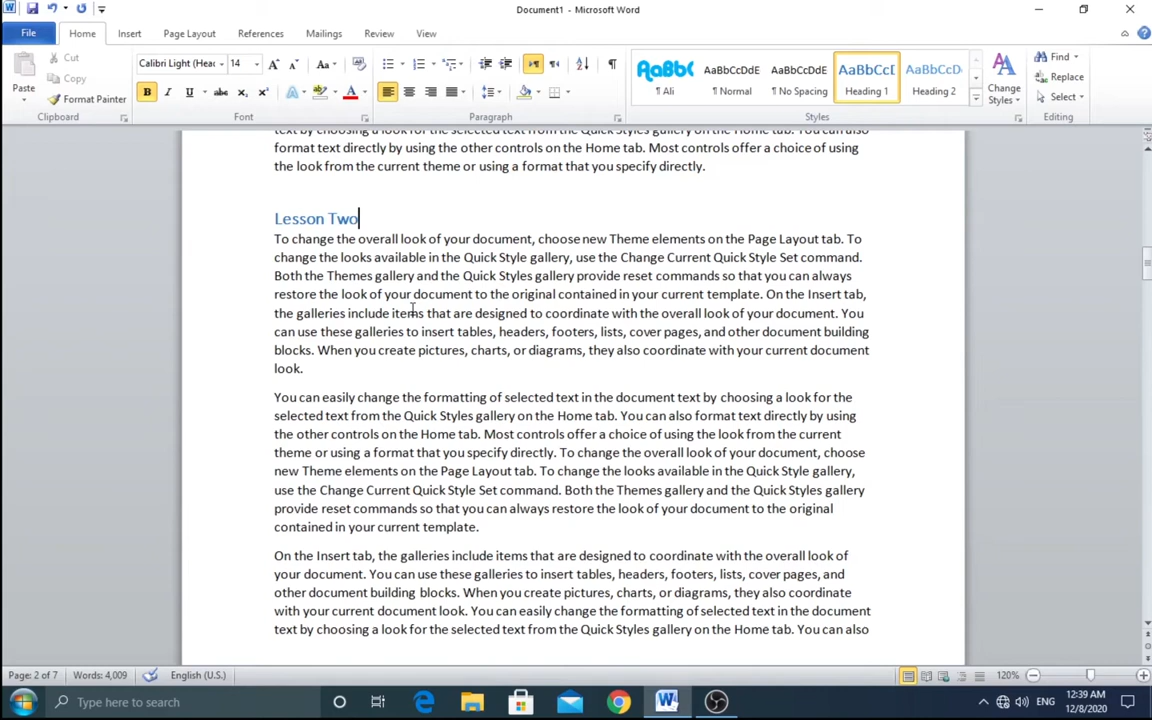 Document1 - Microsoft Word
File Home Insert Page Layout References Mailings Review View
Cut
Copy
Format Painter
Paste
Clipboard
Calibri Light (Hea 14
Font
Paragraph
AaBbC AaBbCcDdE AaBbCcDdE AaBbCcI AaBbCcD
¶ Ali ¶ Normal ¶ No Spacing Heading 1 Heading 2
Styles
Change
Styles
Find
Replace
Select
Editing
text by choosing a look for the selected text from the Quick Styles gallery on the Home tab. You can also
format text directly by using the other controls on the Home tab. Most controls offer a choice of using
the look from the current theme or using a format that you specify directly.
Lesson Two
To change the overall look of your document, choose new Theme elements on the Page Layout tab. To
change the looks available in the Quick Style gallery, use the Change Current Quick Style Set command.
Both the Themes gallery and the Quick Styles gallery provide reset commands so that you can always
restore the look of your document to the original contained in your current template. On the Insert tab,
the galleries include items that are designed to coordinate with the overall look of your document. You
can use these galleries to insert tables, headers, footers, lists, cover pages, and other document building
blocks. When you create pictures, charts, or diagrams, they also coordinate with your current document
look.
You can easily change the formatting of selected text in the document text by choosing a look for the
selected text from the Quick Styles gallery on the Home tab. You can also format text directly by using
the other controls on the Home tab. Most controls offer a choice of using the look from the current
theme or using a format that you specify directly. To change the overall look of your document, choose
new Theme elements on the Page Layout tab. To change the looks available in the Quick Style gallery,
use the Change Current Quick Style Set command. Both the Themes gallery and the Quick Styles gallery
provide reset commands so that you can always restore the look of your document to the original
contained in your current template.
On the Insert tab, the galleries include items that are designed to coordinate with the overall look of
your document. You can use these galleries to insert tables, headers, footers, lists, cover pages, and
other document building blocks. When you create pictures, charts, or diagrams, they also coordinate
with your current document look. You can easily change the formatting of selected text in the document
text by choosing a look for the selected text from the Quick Styles gallery on the Home tab. You can also
Page: 2 of 7 Words: 4,009 English (U.S.) 120%
Type here to search
ENG
12:39 AM
12/8/2020